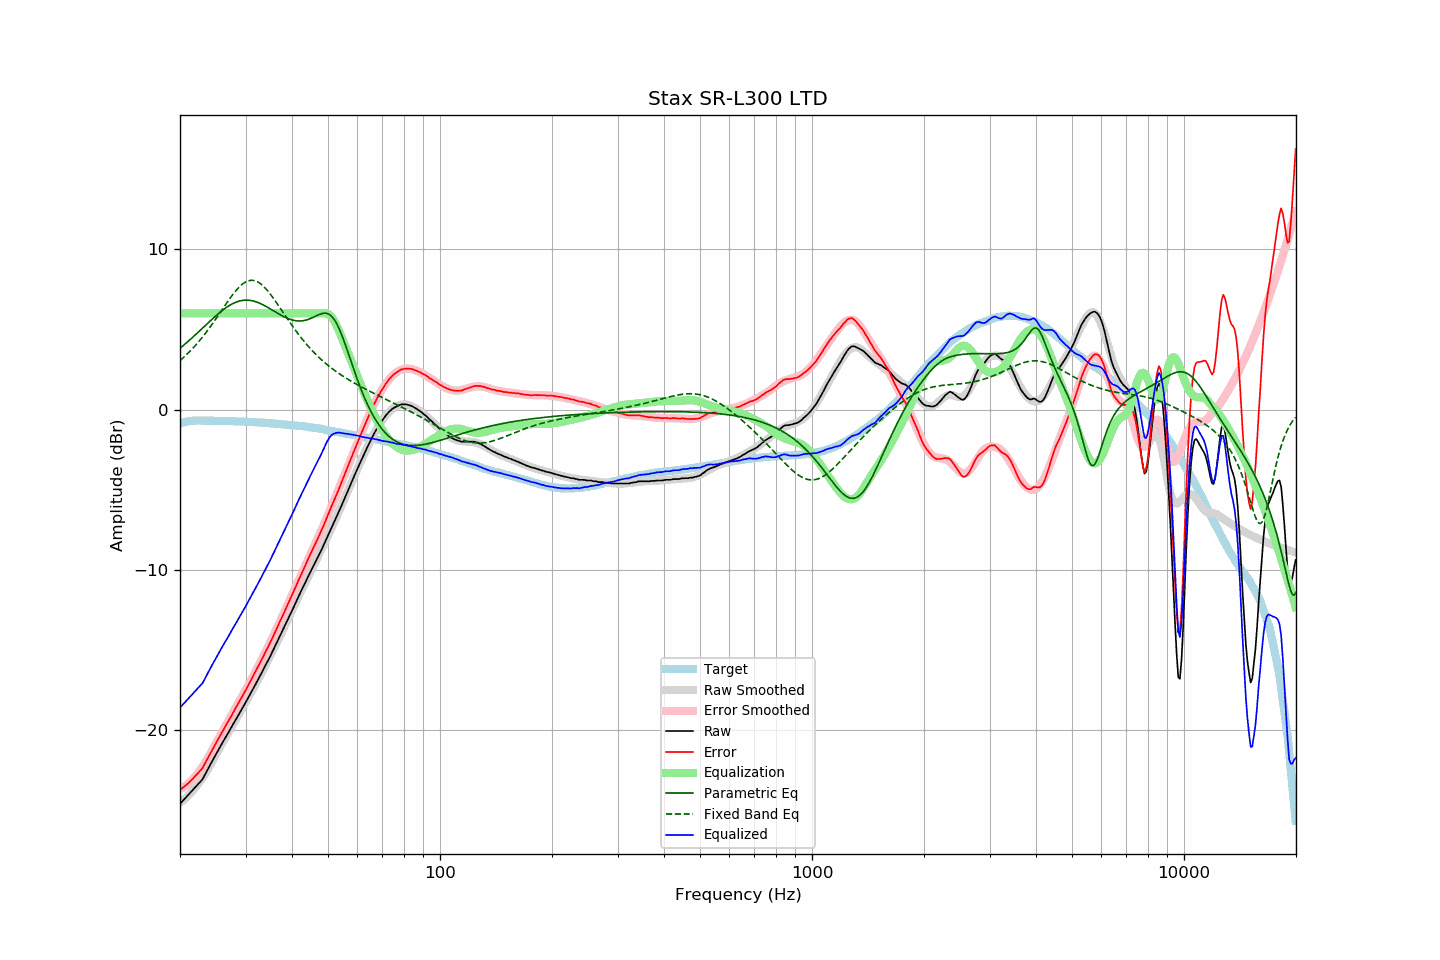 Stax SR-L300 LTD
Amplitude (dBr)
10
0
−10
−20
100
1000
10000
Frequency (Hz)
Target
Raw Smoothed
Error Smoothed
Raw
Error
Equalization
Parametric Eq
Fixed Band Eq
Equalized